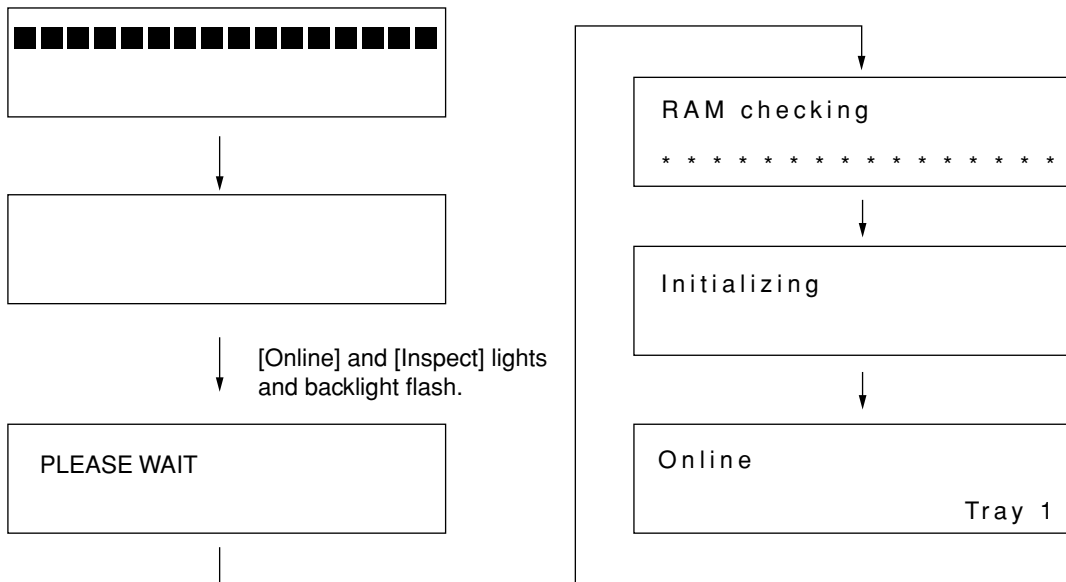 [Online] and [Inspect] lights
and backlight flash.
PLEASE WAIT
RAM checking
* * * * * * * * * * * * * * * *
Initializing
Online
Tray 1